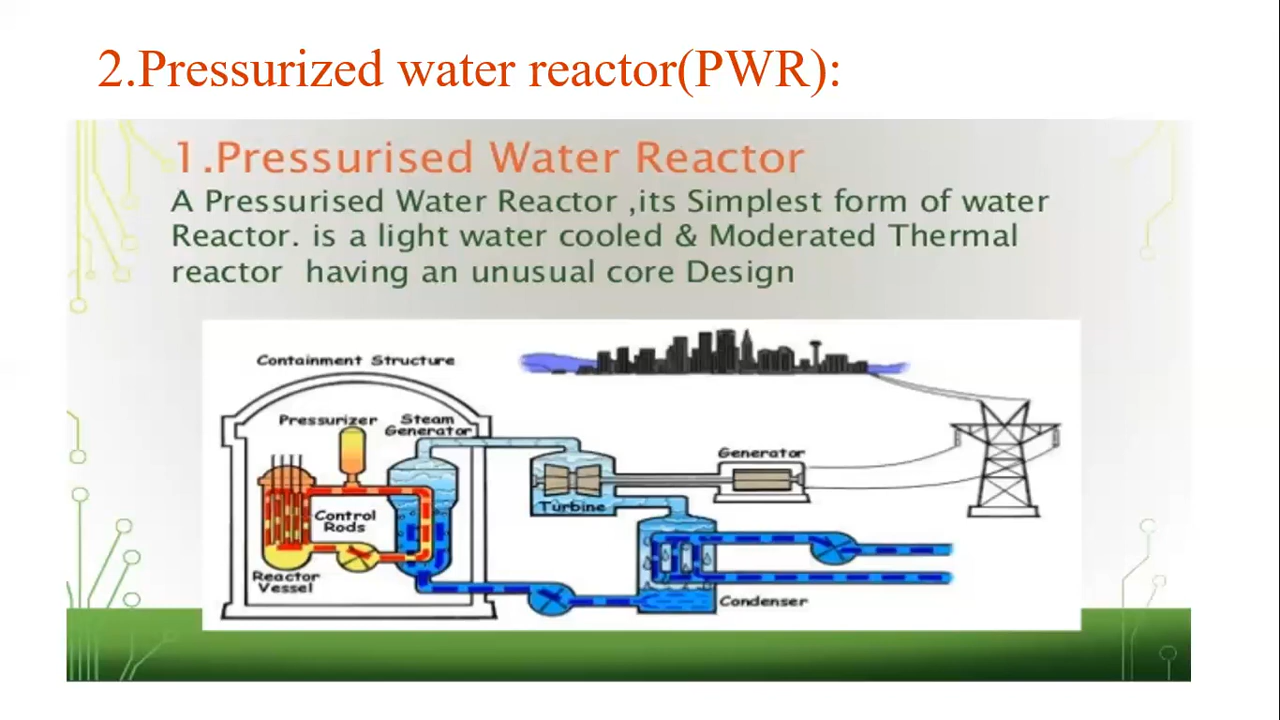 2.Pressurized water reactor(PWR):
1.Pressurised Water Reactor
A Pressurised Water Reactor ,its Simplest form of water
Reactor. is a light water cooled & Moderated Thermal
reactor having an unusual core Design
Containment Structure
Pressurizer
Steam
Generator
Generator
Turbine
Control
Rods
Reactor
Vessel
Condenser